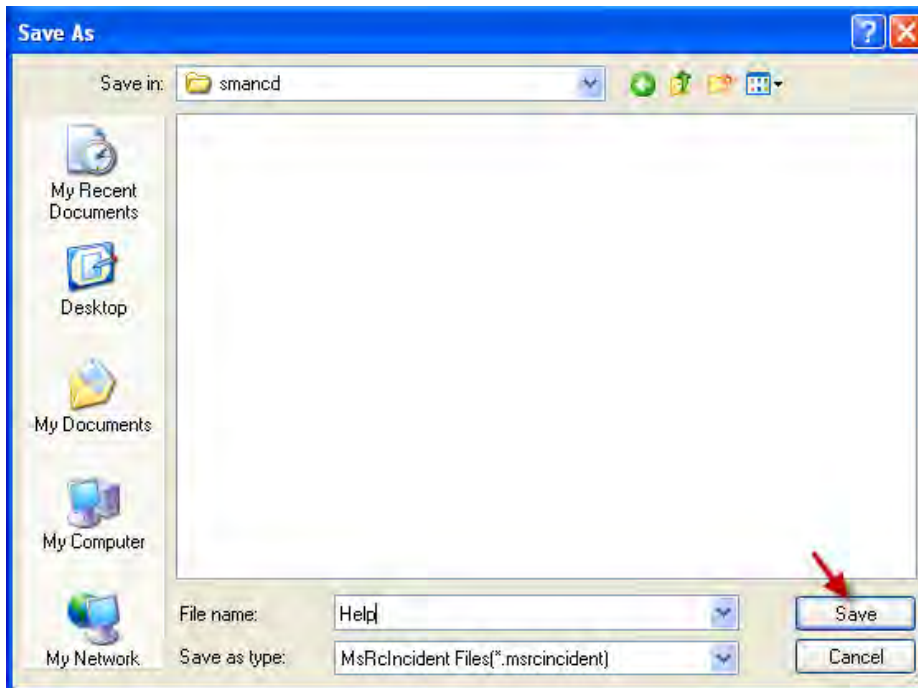 Save As
Save in:
smancd
My Recent
Documents
Desktop
My Documents
My Computer
My Network
File name:
Help
Save
Save as type:
MsRcIncident Files(*.msrcincident)
Cancel